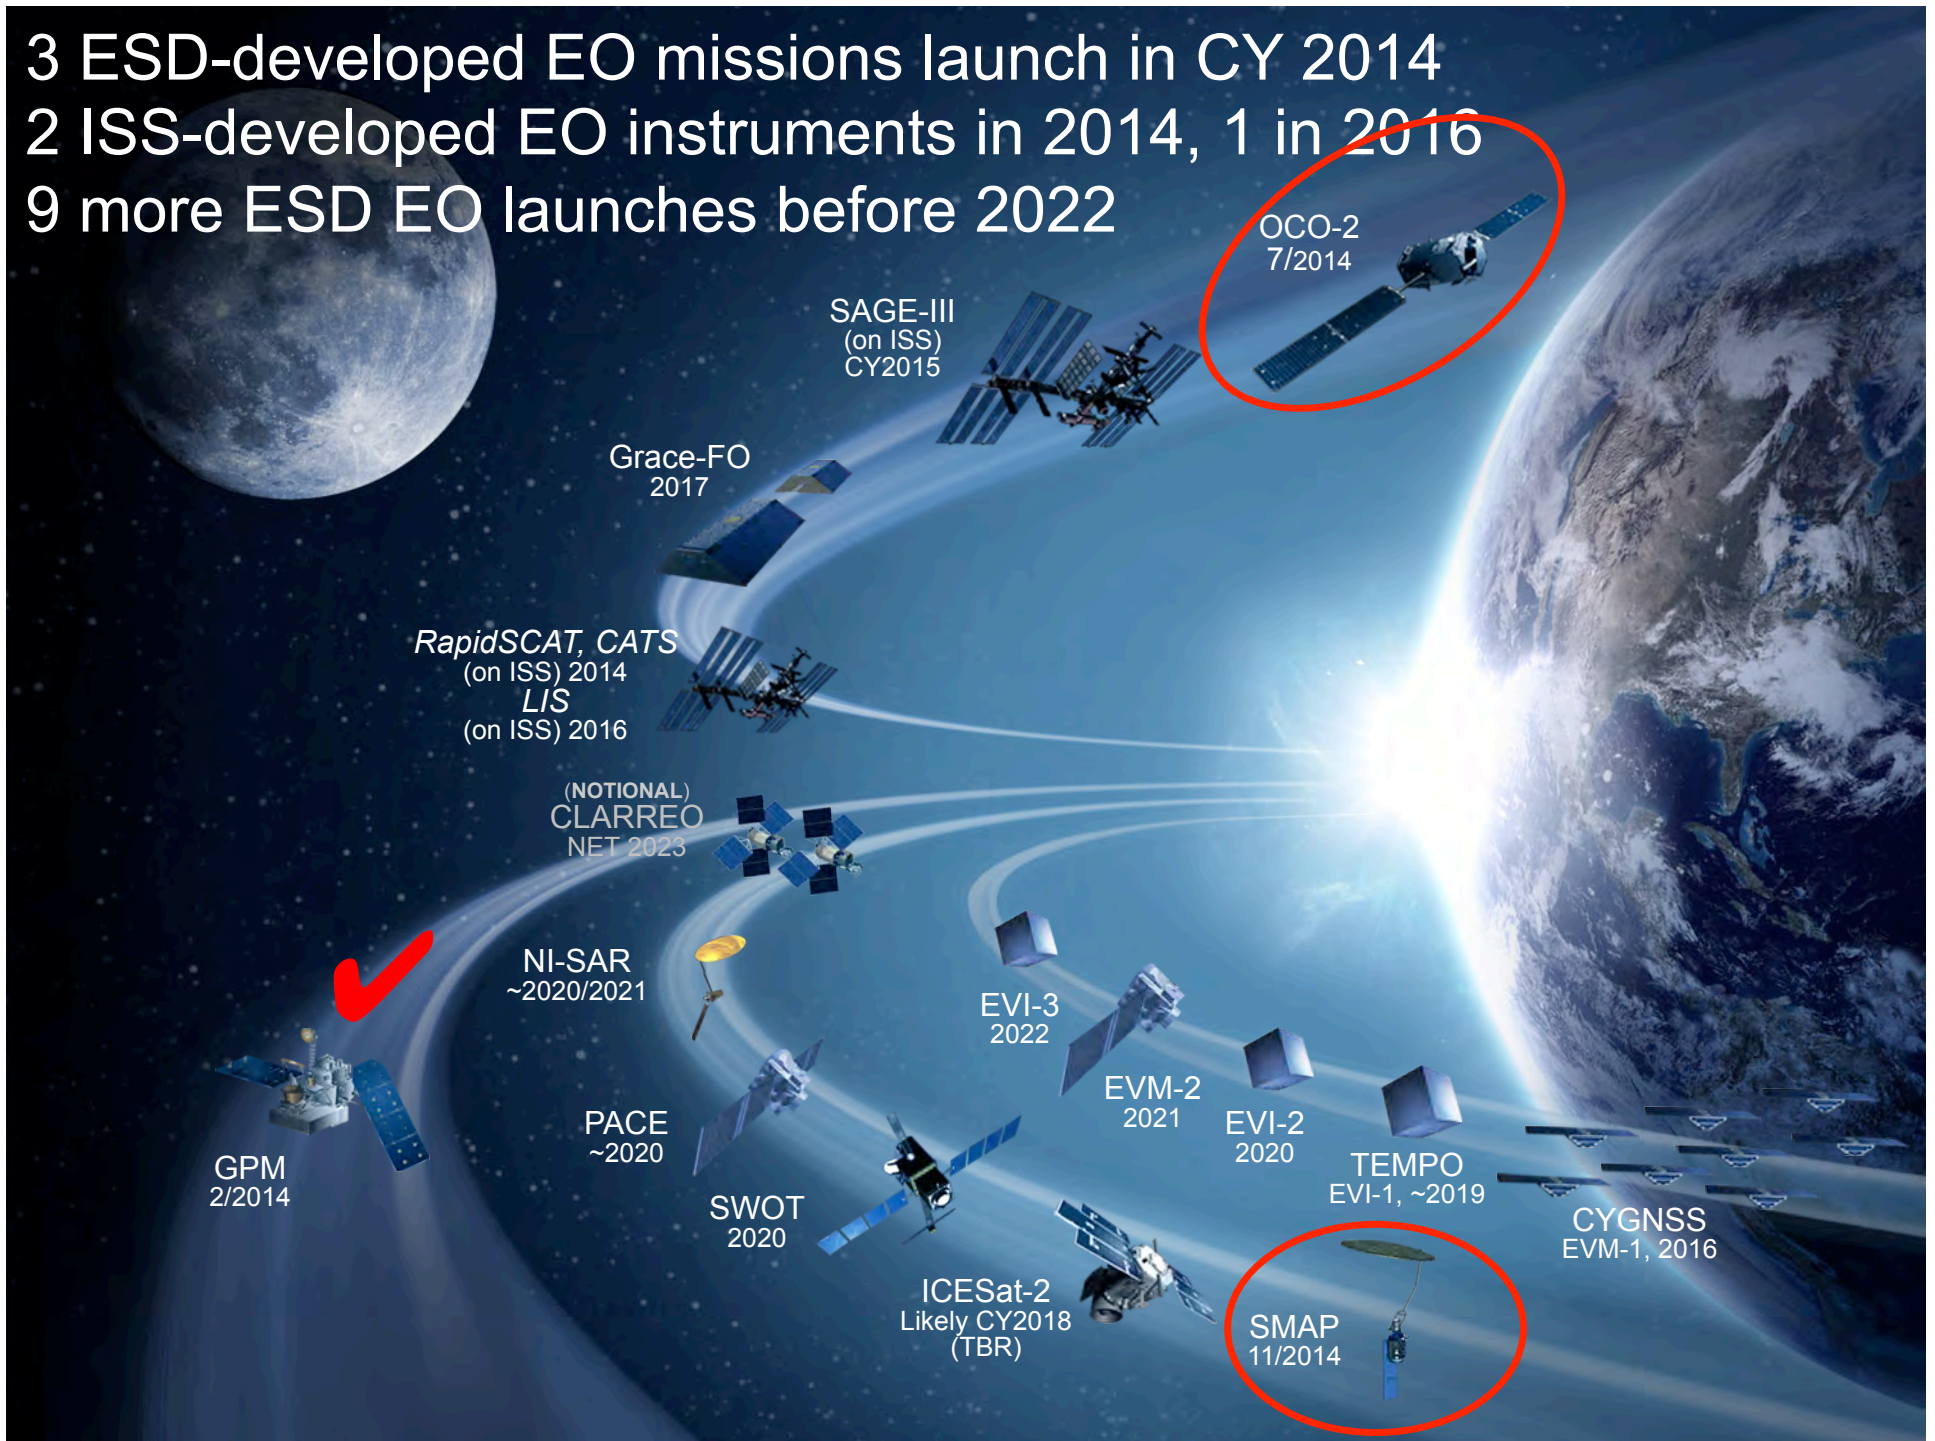 3 ESD-developed EO missions launch in CY 2014
2 ISS-developed EO instruments in 2014, 1 in 2016
9 more ESD EO launches before 2022
OCO-2
7/2014
SAGE-III
(on ISS)
CY2015
Grace-FO
2017
RapidSCAT, CATS
(on ISS) 2014
LIS
(on ISS) 2016
(NOTIONAL)
CLARREO
NET 2023
NI-SAR
~2020/2021
EVI-3
2022
EVM-2
2021
EVI-2
2020
PACE
~2020
TEMPO
EVI-1, ~2019
GPM
2/2014
SWOT
2020
CYGNSS
EVM-1, 2016
ICESat-2
Likely CY2018
(TBR)
SMAP
11/2014